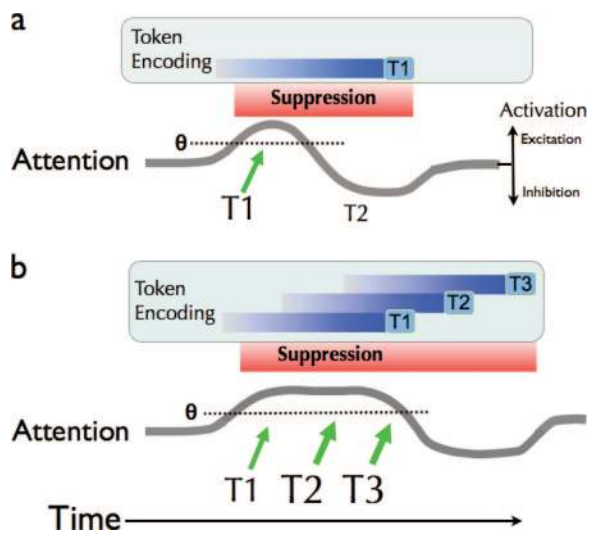 a
Token
Encoding
T1
Suppression
Activation
Excitation
θ
Attention
Inhibition
T1
T2
b
Token
Encoding
T3
T2
T1
Suppression
θ
Attention
T1 T2 T3
Time